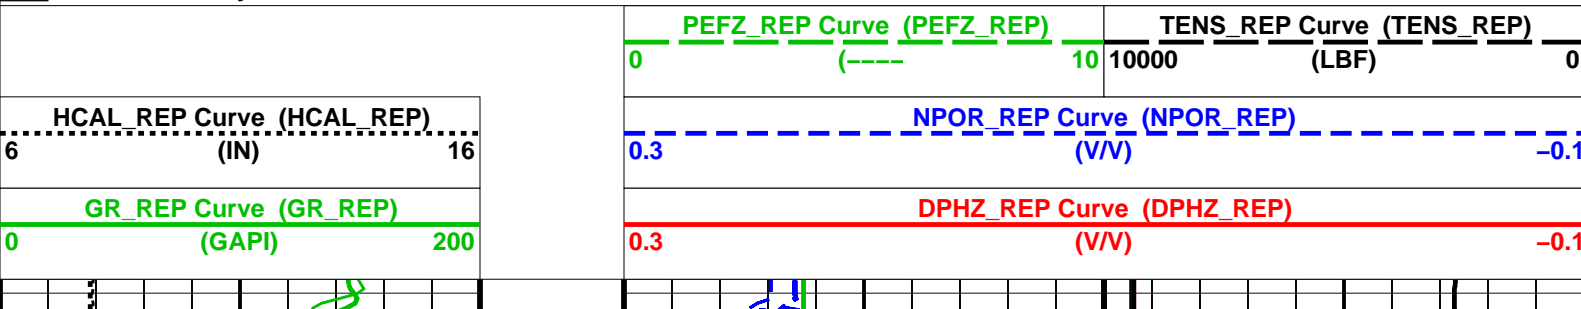 PEFZ_REP Curve (PEFZ_REP) TENS_REP Curve (TENS_REP)
0 (---- 10 10000 (LBF) 0
HCAL_REP Curve (HCAL_REP) NPOR_REP Curve (NPOR_REP)
6 (IN) 16 0.3 (V/V) −0.1
GR_REP Curve (GR_REP) DPHZ_REP Curve (DPHZ_REP)
0 (GAPI) 200 0.3 (V/V) −0.1